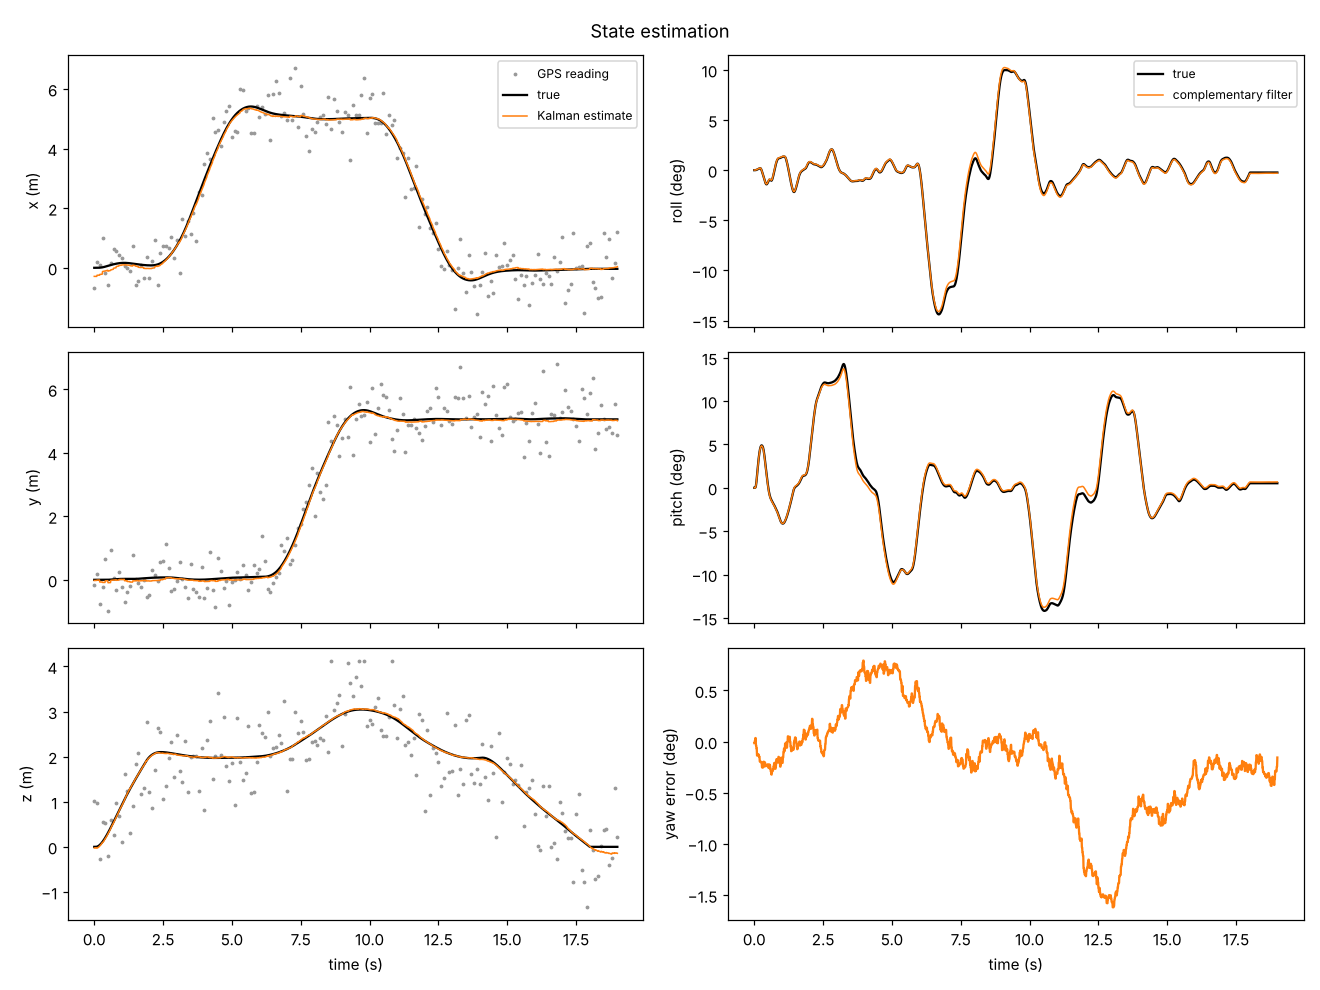 State estimation
GPS reading
true
Kalman estimate
x (m)
6
4
2
0
true
complementary filter
roll (deg)
10
5
0
−5
−10
−15
y (m)
6
4
2
0
pitch (deg)
15
10
5
0
−5
−10
−15
z (m)
4
3
2
1
0
−1
0.0 2.5 5.0 7.5 10.0 12.5 15.0 17.5
time (s)
yaw error (deg)
0.5
0.0
−0.5
−1.0
−1.5
0.0 2.5 5.0 7.5 10.0 12.5 15.0 17.5
time (s)